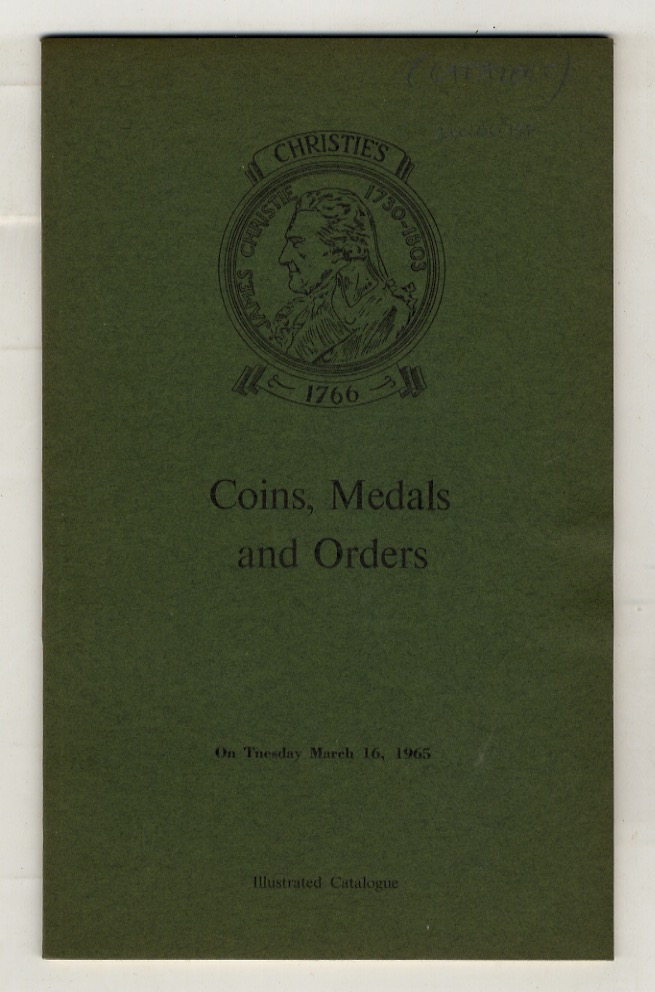 CHRISTIE'S
JAMES CHRISTIE 1730-1803
1766
Coins, Medals
and Orders
On Tuesday March 16, 1965
Illustrated Catalogue